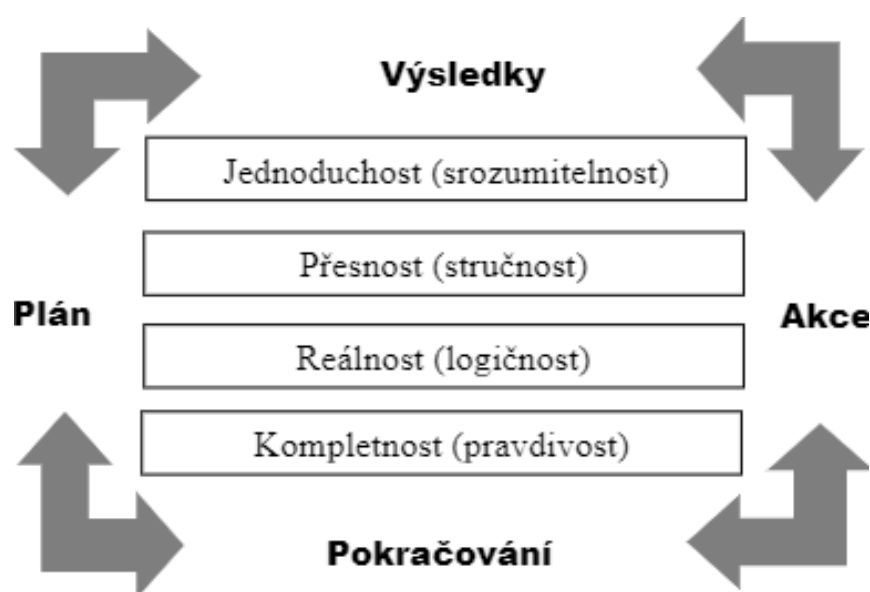 Výsledky
Jednoduchost (srozumitelnost)
Přesnost (stručnost)
Plán
Akce
Reálnost (logičnost)
Kompletnost (pravdivost)
Pokračování